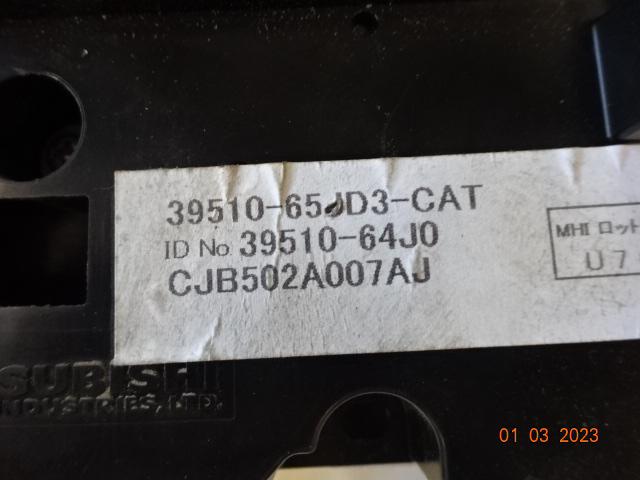 39510-65JD3-CAT
ID No 39510-64J0
CJB502A007AJ
MHI ロット
U7
SUBISHI
INDUSTRIES, LTD.
01 03 2023